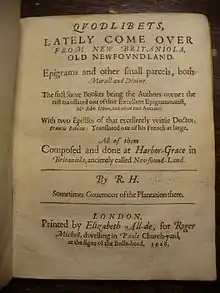 QVODLIBETS,
LATELY COME OVER
FROM NEW BRITANIOLA,
OLD NEWFOVNDLAND.
Epigrams and other small parcels, both
Morall and Diuine.
The first foure Bookes being the Authors owne: the
rest translated out of that Excellent Epigrammatist,
Mr. Iohn Owen, and other rare Authors:
With two Epistles of that excellently wittie Doctor,
Francis Rablais: Translated out of his French at large.
All of them
Composed and done at Harbor-Grace in
Britaniola, anciently called Newfound-Land.
By R. H.
Sometimes Gouernour of the Plantation there.
LONDON,
Printed by Elizabeth All-de, for Roger
Michell, dwelling in Pauls Church-yard,
at the signe of the Bulls-head. 1628.